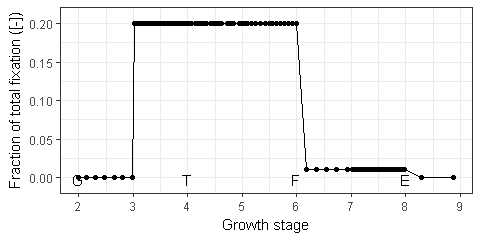 Fraction of total fixation ([-])
0.20
0.15
0.10
0.05
0.00
G T F E
2 3 4 5 6 7 8 9
Growth stage